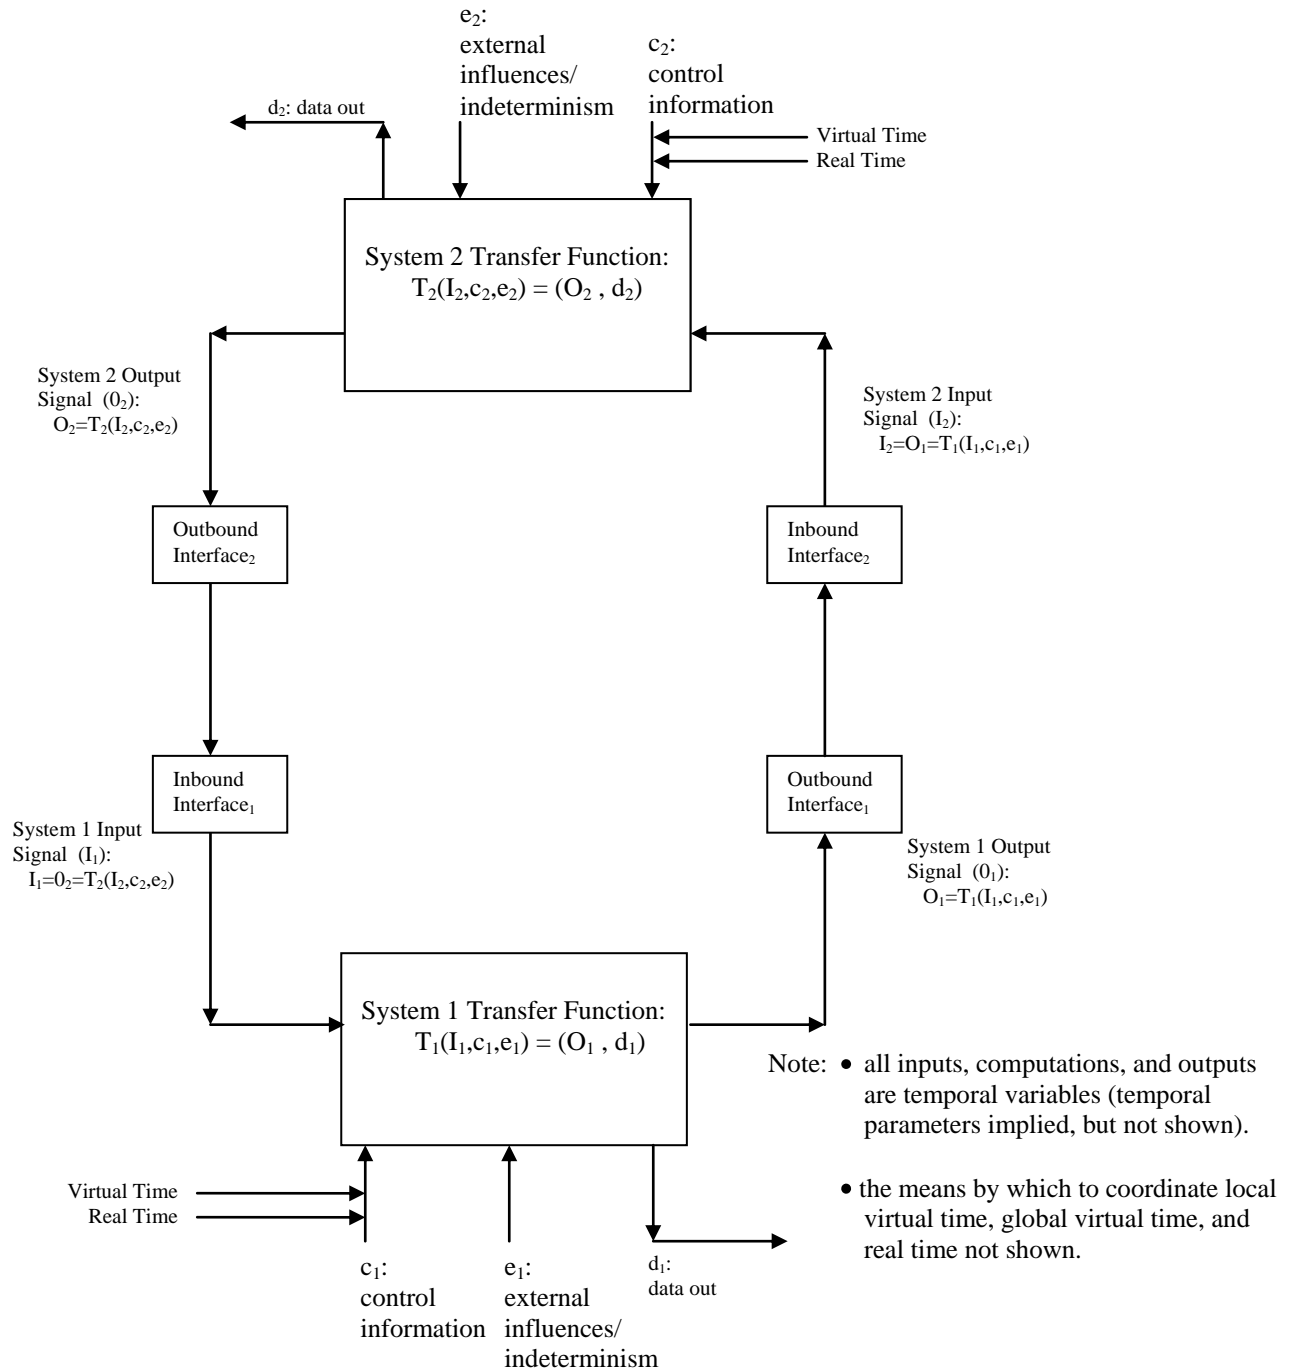 e₂:
external
influences/
indeterminism
c₂:
control
information
d₂: data out
Virtual Time
Real Time
System 2 Transfer Function:
T₂(I₂,c₂,e₂) = (O₂ , d₂)
System 2 Output
Signal (0₂):
O₂=T₂(I₂,c₂,e₂)
System 2 Input
Signal (I₂):
I₂=O₁=T₁(I₁,c₁,e₁)
Outbound
Interface₂
Inbound
Interface₂
Inbound
Interface₁
Outbound
Interface₁
System 1 Input
Signal (I₁):
I₁=0₂=T₂(I₂,c₂,e₂)
System 1 Output
Signal (0₁):
O₁=T₁(I₁,c₁,e₁)
System 1 Transfer Function:
T₁(I₁,c₁,e₁) = (O₁ , d₁)
Note: • all inputs, computations, and outputs
are temporal variables (temporal
parameters implied, but not shown).
• the means by which to coordinate local
virtual time, global virtual time, and
real time not shown.
Virtual Time
Real Time
c₁:
control
information
e₁:
external
influences/
indeterminism
d₁:
data out